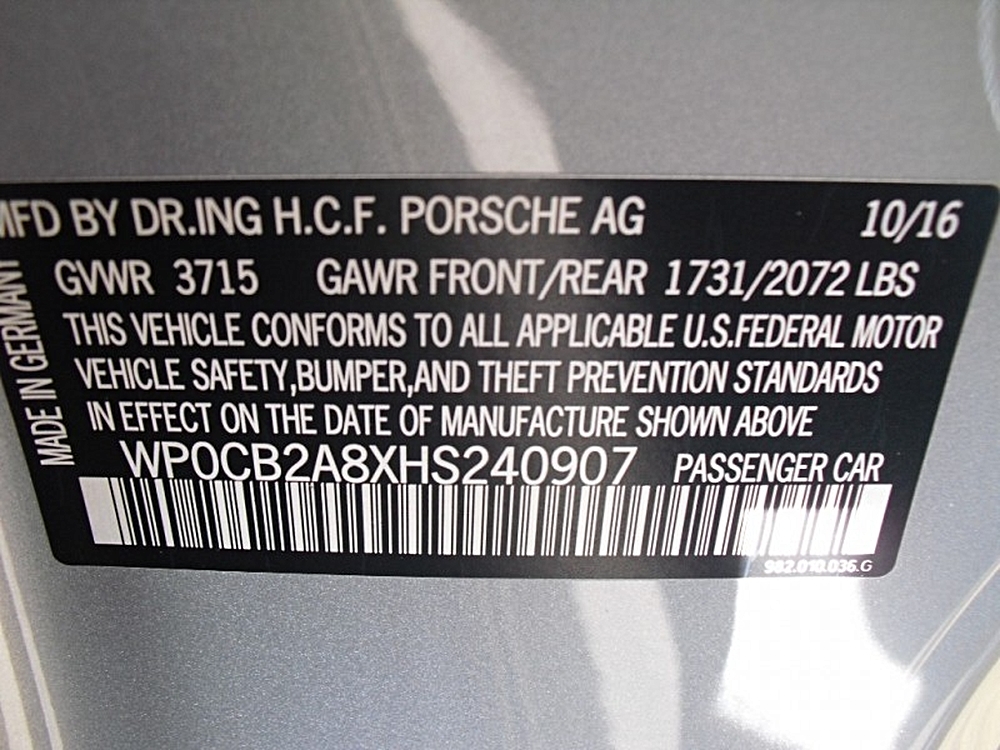 MFD BY DR.ING H.C.F. PORSCHE AG 10/16
GVWR 3715 GAWR FRONT/REAR 1731/2072 LBS
THIS VEHICLE CONFORMS TO ALL APPLICABLE U.S.FEDERAL MOTOR
VEHICLE SAFETY,BUMPER,AND THEFT PREVENTION STANDARDS
IN EFFECT ON THE DATE OF MANUFACTURE SHOWN ABOVE
WP0CB2A8XHS240907 PASSENGER CAR
982.010.036.G
MADE IN GERMANY